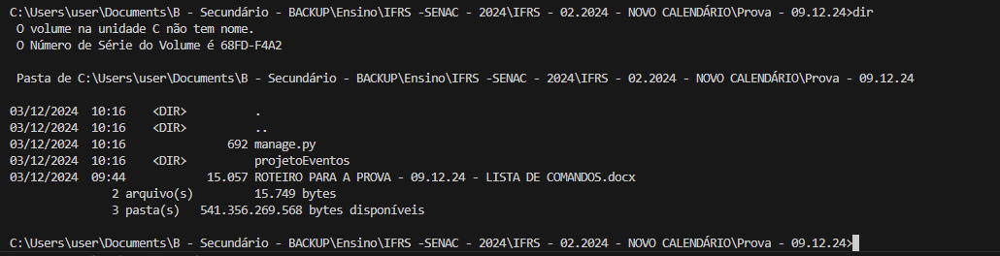 C:\Users\user\Documents\B - Secundário - BACKUP\Ensino\IFRS -SENAC - 2024\IFRS - 02.2024 - NOVO CALENDÁRIO\Prova - 09.12.24>dir
O volume na unidade C não tem nome.
O Número de Série do Volume é 68FD-F4A2
Pasta de C:\Users\user\Documents\B - Secundário - BACKUP\Ensino\IFRS -SENAC - 2024\IFRS - 02.2024 - NOVO CALENDÁRIO\Prova - 09.12.24
03/12/2024  10:16    <DIR>          .
03/12/2024  10:16    <DIR>          ..
03/12/2024  10:16               692 manage.py
03/12/2024  10:16    <DIR>          projetoEventos
03/12/2024  09:44            15.057 ROTEIRO PARA A PROVA - 09.12.24 - LISTA DE COMANDOS.docx
2 arquivo(s)         15.749 bytes
3 pasta(s)   541.356.269.568 bytes disponíveis
C:\Users\user\Documents\B - Secundário - BACKUP\Ensino\IFRS -SENAC - 2024\IFRS - 02.2024 - NOVO CALENDÁRIO\Prova - 09.12.24>